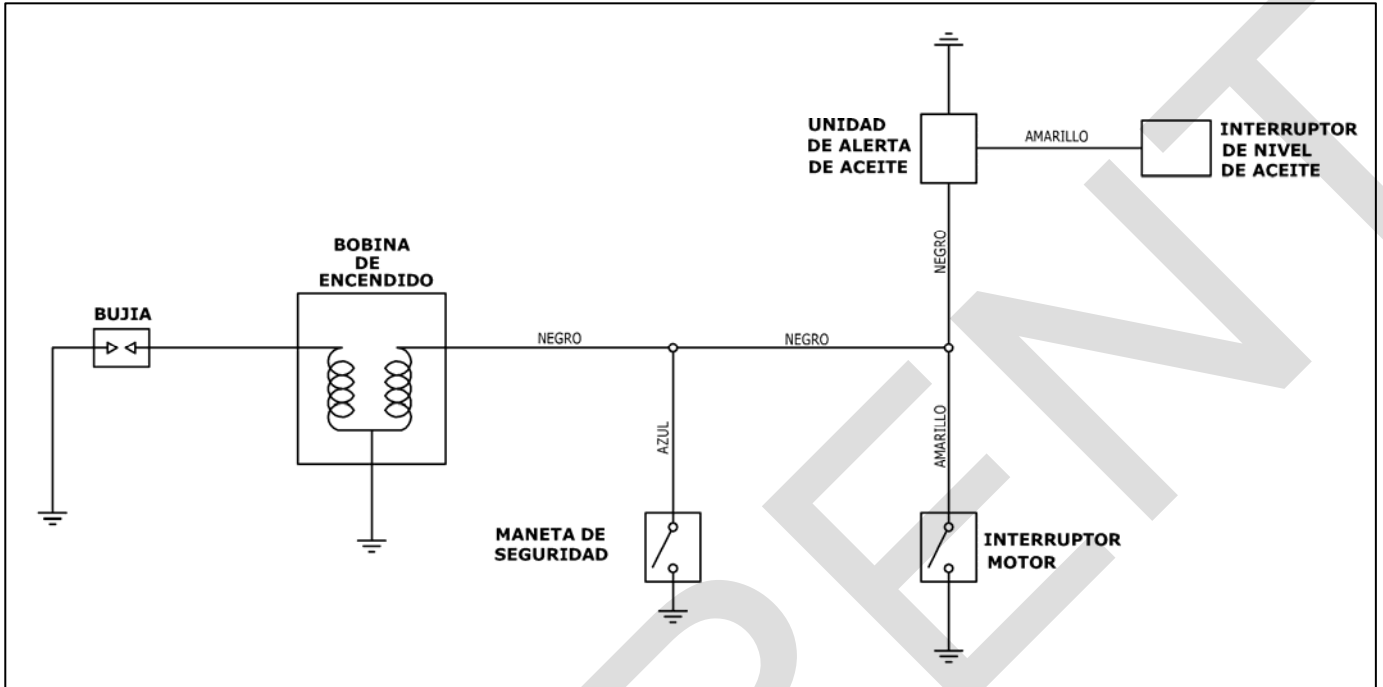 UNIDAD
DE ALERTA
DE ACEITE
AMARILLO
INTERRUPTOR
DE NIVEL
DE ACEITE
NEGRO
BOBINA
DE
ENCENDIDO
BUJIA
NEGRO
NEGRO
AZUL
AMARILLO
MANETA DE
SEGURIDAD
INTERRUPTOR
MOTOR
PENT